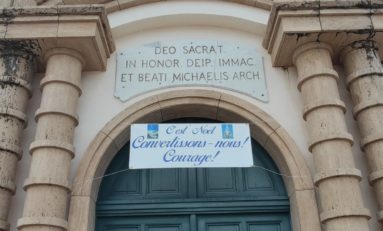 DEO SACRAT.
IN HONOR DEIP. IMMAC.
ET BEATI MICHAELIS ARCH
C'est Noël
Convertissons-nous!
Courage!